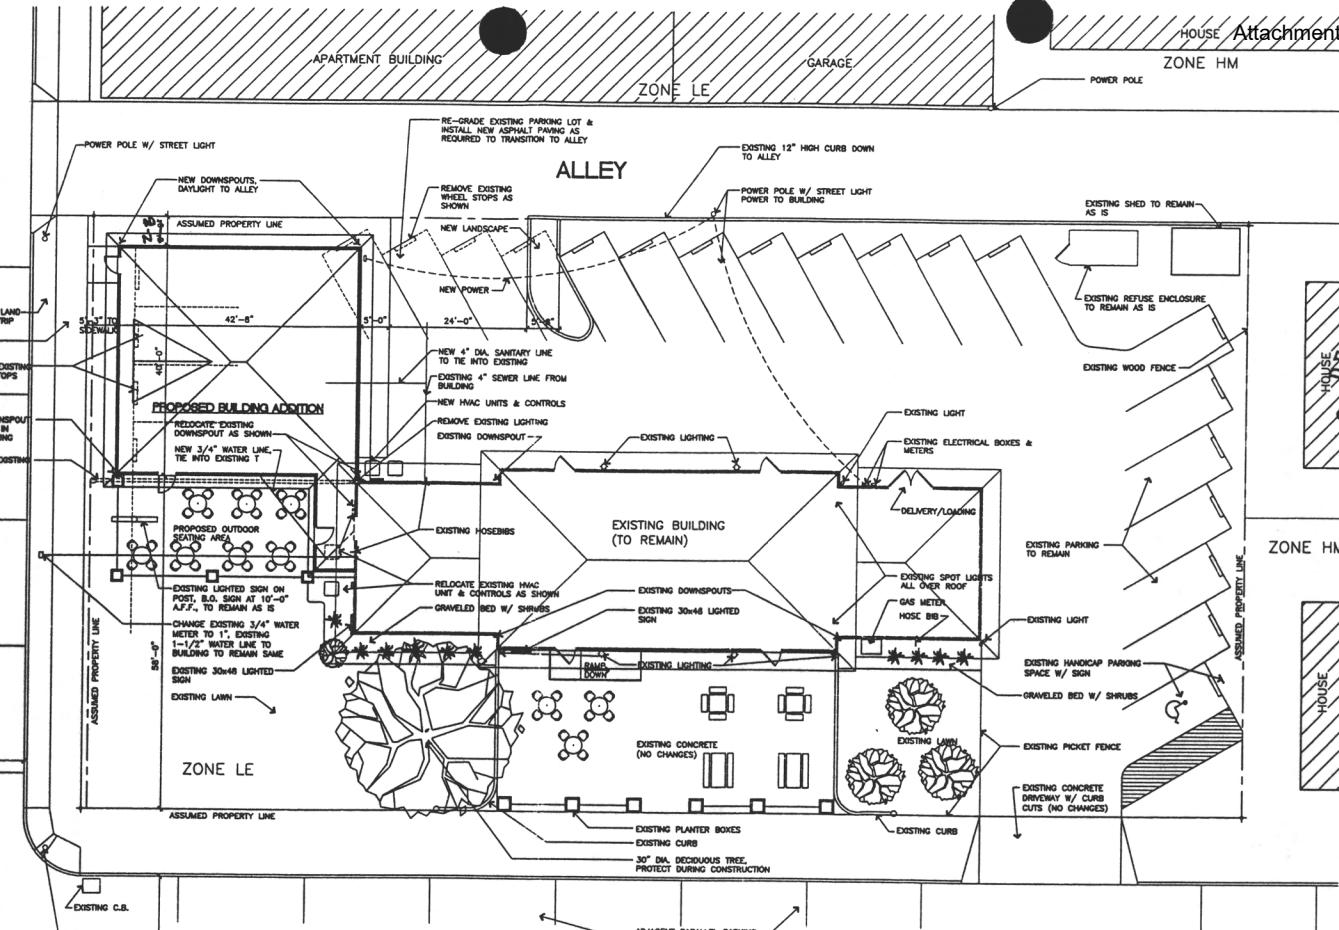 HOUSE
Attachment
APARTMENT BUILDING
GARAGE
ZONE HM
ZONE LE
POWER POLE
RE-GRADE EXISTING PARKING LOT &
INSTALL NEW ASPHALT PAVING AS
REQUIRED TO TRANSITION TO ALLEY
POWER POLE W/ STREET LIGHT
EXISTING 12" HIGH CURB DOWN
TO ALLEY
ALLEY
NEW DOWNSPOUTS,
DAYLIGHT TO ALLEY
REMOVE EXISTING
WHEEL STOPS AS
SHOWN
POWER POLE W/ STREET LIGHT
POWER TO BUILDING
EXISTING SHED TO REMAIN
AS IS
ASSUMED PROPERTY LINE
NEW LANDSCAPE
NEW POWER
EXISTING REFUSE ENCLOSURE
TO REMAIN AS IS
LAND
TRIP
5'-3" TO
SIDEWALK
42'-8"
5'-0"
24'-0"
5'-8"
40'-0"
NEW 4" DIA. SANITARY LINE
TO TIE INTO EXISTING
EXISTING
TOPS
EXISTING 4" SEWER LINE FROM
BUILDING
EXISTING WOOD FENCE
HOUSE
NEW HVAC UNITS & CONTROLS
PROPOSED BUILDING ADDITION
EXISTING LIGHT
NSPOUT
IN
NG
RELOCATE EXISTING
DOWNSPOUT AS SHOWN
REMOVE EXISTING LIGHTING
EXISTING DOWNSPOUT
EXISTING LIGHTING
EXISTING ELECTRICAL BOXES &
METERS
NEW 3/4" WATER LINE,
TIE INTO EXISTING T
EXISTING
DELIVERY/LOADING
PROPOSED OUTDOOR
SEATING AREA
EXISTING HOSEBIBS
EXISTING BUILDING
(TO REMAIN)
EXISTING PARKING
TO REMAIN
ZONE HM
EXISTING SPOT LIGHTS
ALL OVER ROOF
EXISTING LIGHTED SIGN ON
POST, B.O. SIGN AT 10'-0"
A.F.F., TO REMAIN AS IS
RELOCATE EXISTING HVAC
UNIT & CONTROLS AS SHOWN
EXISTING DOWNSPOUTS
GAS METER
HOSE BIB
GRAVELED BED W/ SHRUBS
EXISTING 30x48 LIGHTED
SIGN
EXISTING LIGHT
CHANGE EXISTING 3/4" WATER
METER TO 1", EXISTING
1-1/2" WATER LINE TO
BUILDING TO REMAIN SAME
ASSUMED PROPERTY LINE
58'-0"
ASSUMED PROPERTY LINE
EXISTING 30x48 LIGHTED
SIGN
RAMP
DOWN
EXISTING LIGHTING
EXISTING HANDICAP PARKING
SPACE W/ SIGN
GRAVELED BED W/ SHRUBS
HOUSE
EXISTING LAWN
EXISTING LAWN
EXISTING CONCRETE
(NO CHANGES)
EXISTING PICKET FENCE
ZONE LE
EXISTING CONCRETE
DRIVEWAY W/ CURB
CUTS (NO CHANGES)
ASSUMED PROPERTY LINE
EXISTING PLANTER BOXES
EXISTING CURB
EXISTING CURB
30" DIA. DECIDUOUS TREE,
PROTECT DURING CONSTRUCTION
EXISTING C.B.